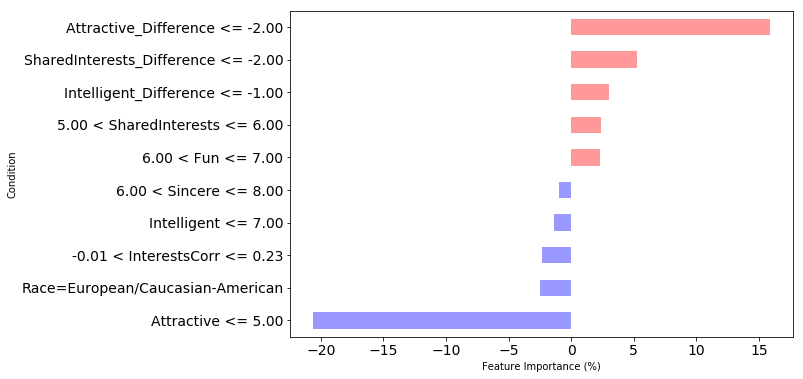 Attractive_Difference <= -2.00
SharedInterests_Difference <= -2.00
Intelligent_Difference <= -1.00
5.00 < SharedInterests <= 6.00
6.00 < Fun <= 7.00
6.00 < Sincere <= 8.00
Intelligent <= 7.00
-0.01 < InterestsCorr <= 0.23
Race=European/Caucasian-American
Attractive <= 5.00
Condition
−20 −15 −10 −5 0 5 10 15
Feature Importance (%)